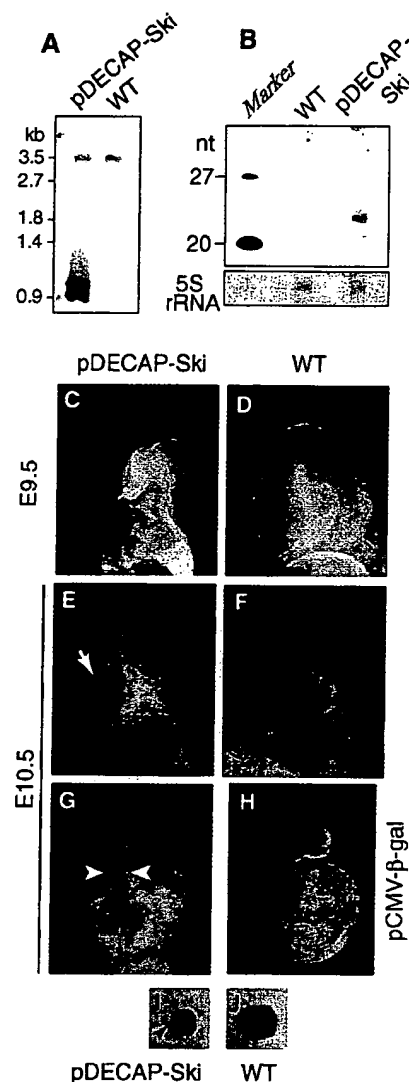 A
B
pDECAP-Ski
WT
Marker
WT
pDECAP-
Ski
kb
3.5
2.7
1.8
1.4
0.9
nt
27
20
5S
rRNA
pDECAP-Ski
WT
C
D
E9.5
E
F
E10.5
G
H
pCMV-β-gal
I
J
pDECAP-Ski
WT